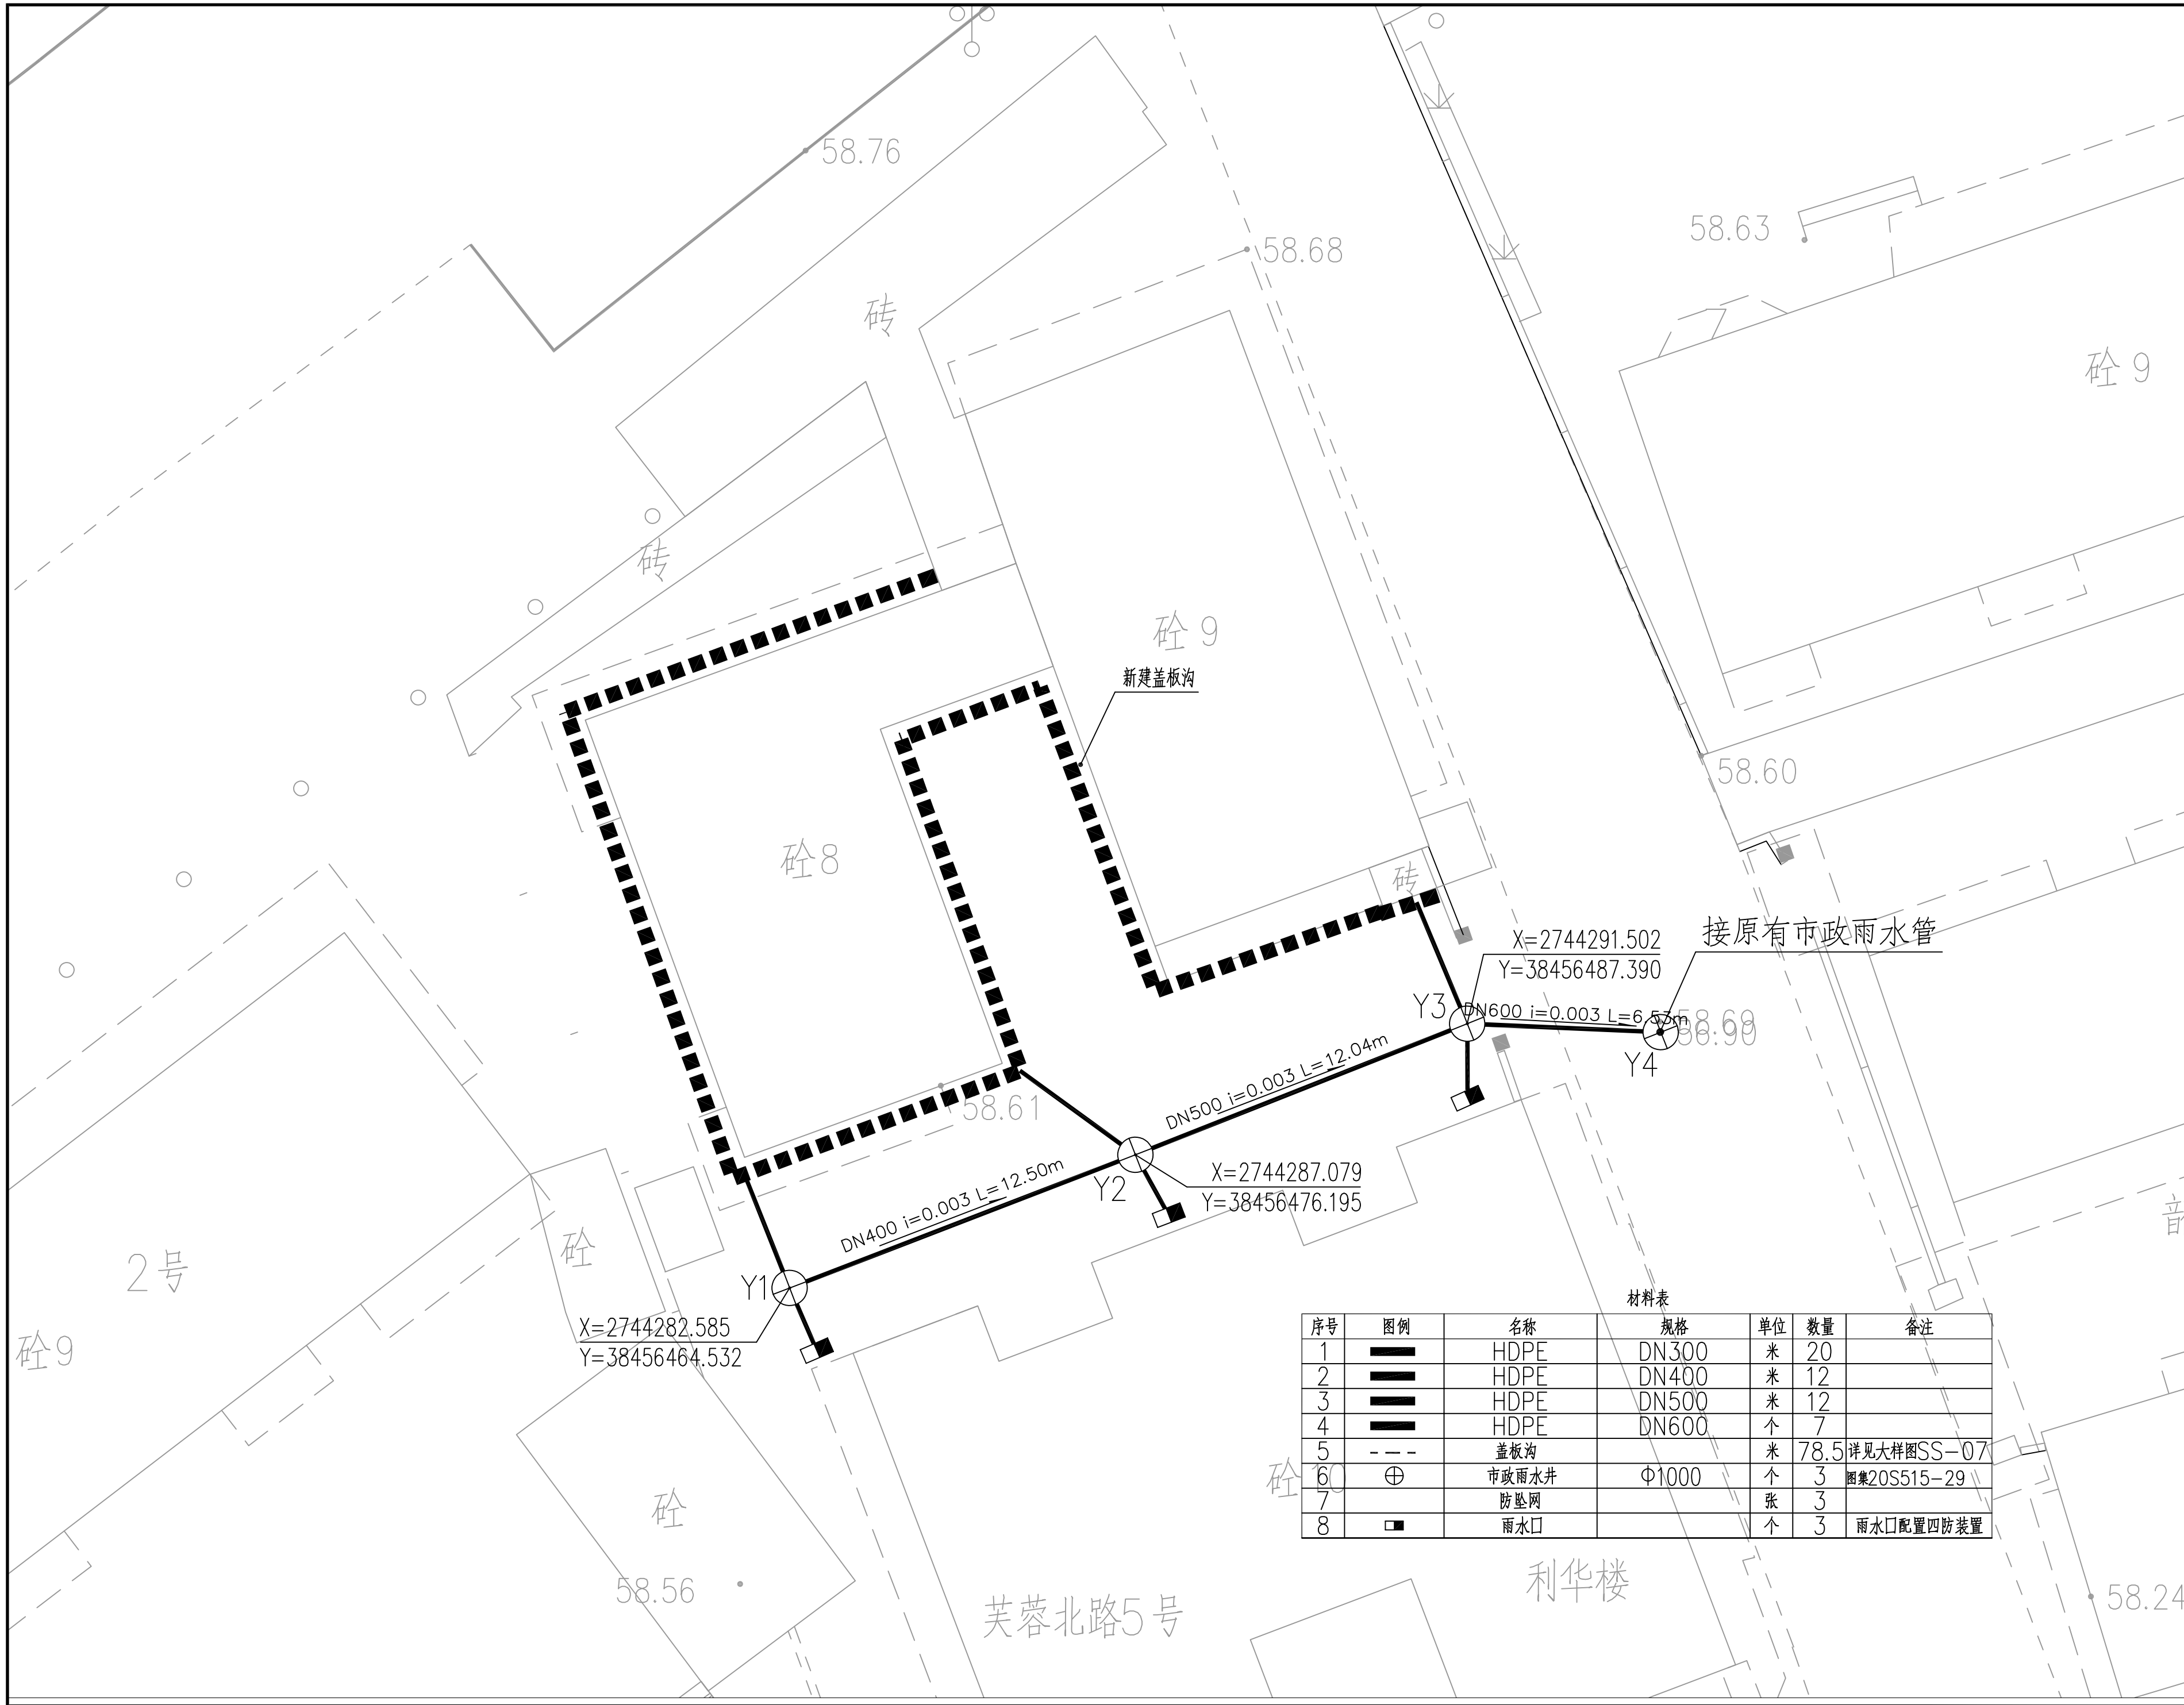 58.76
58.68
58.63
砖
砼9
砖
砼9
新建盖板沟
58.60
砼8
砖
X=2744291.502
Y=38456487.390
接原有市政雨水管
Y3
DN600 i=0.003 L=6.53m
58.69
56.90
Y4
DN500 i=0.003 L=12.04m
58.61
X=2744287.079
Y=38456476.195
Y2
DN400 i=0.003 L=12.50m
2号
砼
Y1
X=2744282.585
Y=38456464.532
砼9
材料表
序号 图例 名称 规格 单位 数量 备注
1 HDPE DN300 米 20
2 HDPE DN400 米 12
3 HDPE DN500 米 12
4 HDPE DN600 个 7
5 盖板沟 米 78.5 详见大样图SS-07
6 市政雨水井 Φ1000 个 3 图集20S515-29
7 防坠网 张 3
8 雨水口 个 3 雨水口配置四防装置
砼10
砼
58.56
芙蓉北路5号
利华楼
58.24